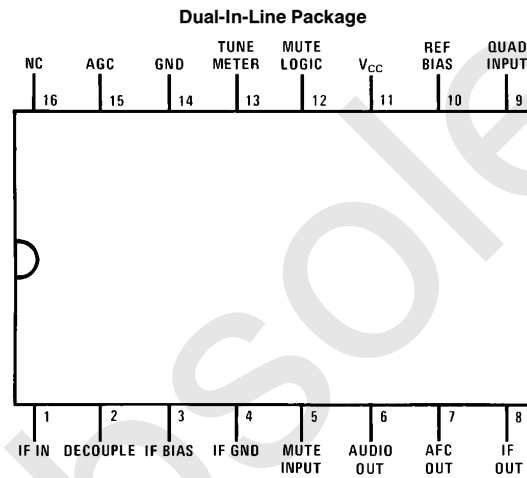 Dual-In-Line Package
NC AGC GND TUNE METER MUTE LOGIC VCC REF BIAS QUAD INPUT
16 15 14 13 12 11 10 9
1 2 3 4 5 6 7 8
IF IN DECOUPLE IF BIAS IF GND MUTE INPUT AUDIO OUT AFC OUT IF OUT